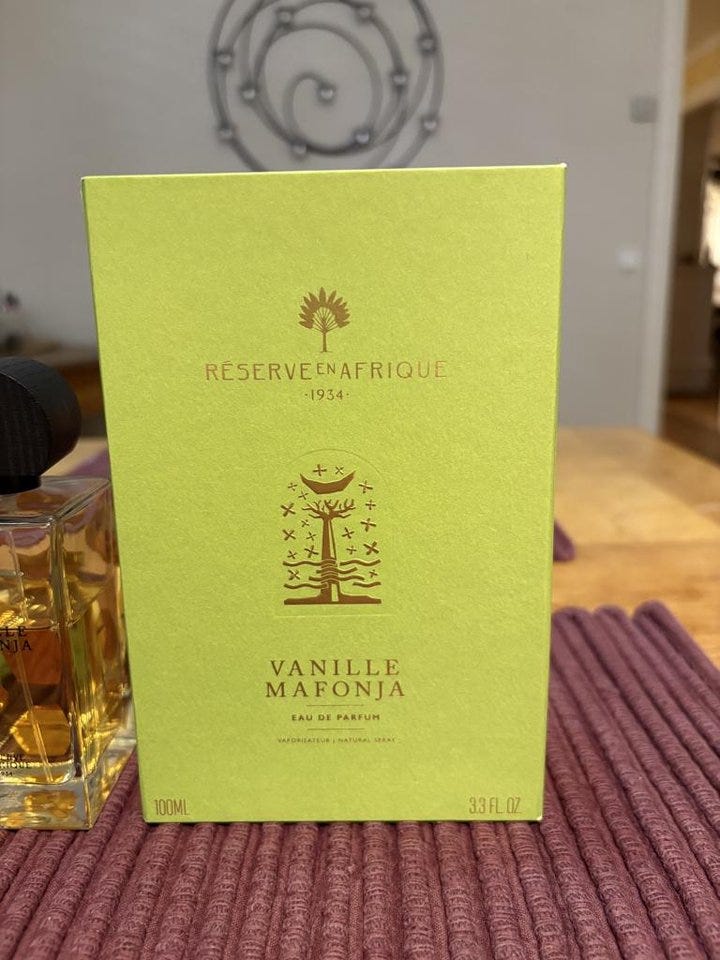 RÉSERVE EN AFRIQUE
·1934·
VANILLE
MAFONJA
EAU DE PARFUM
VAPORISATEUR | NATURAL SPRAY
100ML
3.3 FL. OZ.